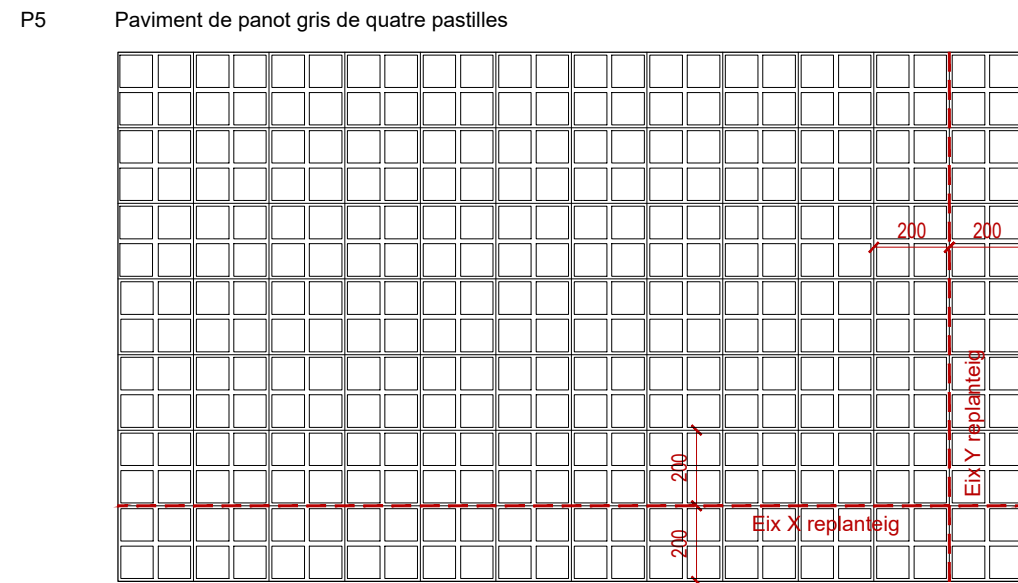 P5 Paviment de panot gris de quatre pastilles
200 200
Eix Y replanteig
200
Eix X replanteig
200